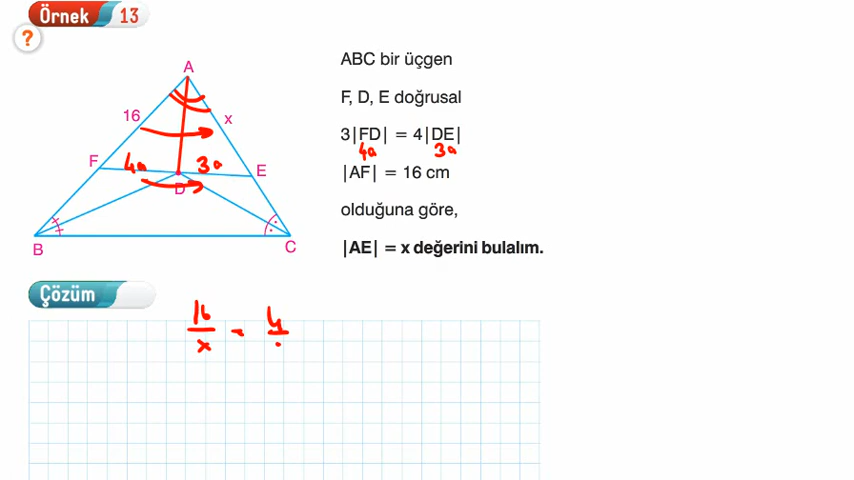 Örnek 13
?
A
ABC bir üçgen
F, D, E doğrusal
16
x
3|FD| = 4|DE|
4a 3a
F
4a 3a
E
|AF| = 16 cm
D
olduğuna göre,
B
C
|AE| = x değerini bulalım.
Çözüm
16/x = 4/